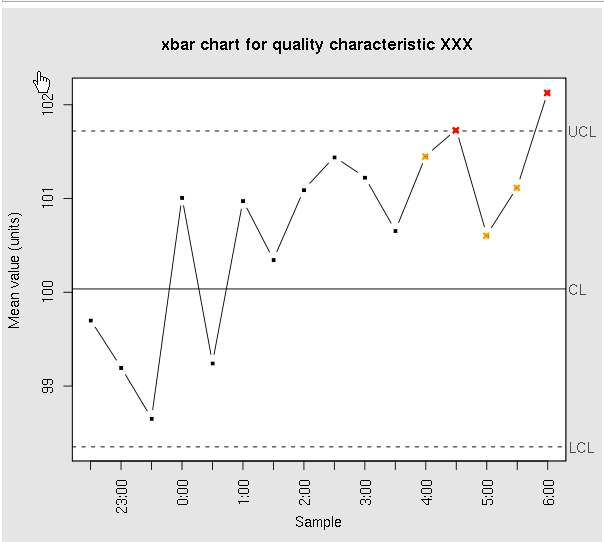 xbar chart for quality characteristic XXX
102
101
100
99
Mean value (units)
UCL
CL
LCL
23:00
0:00
1:00
2:00
3:00
4:00
5:00
6:00
Sample